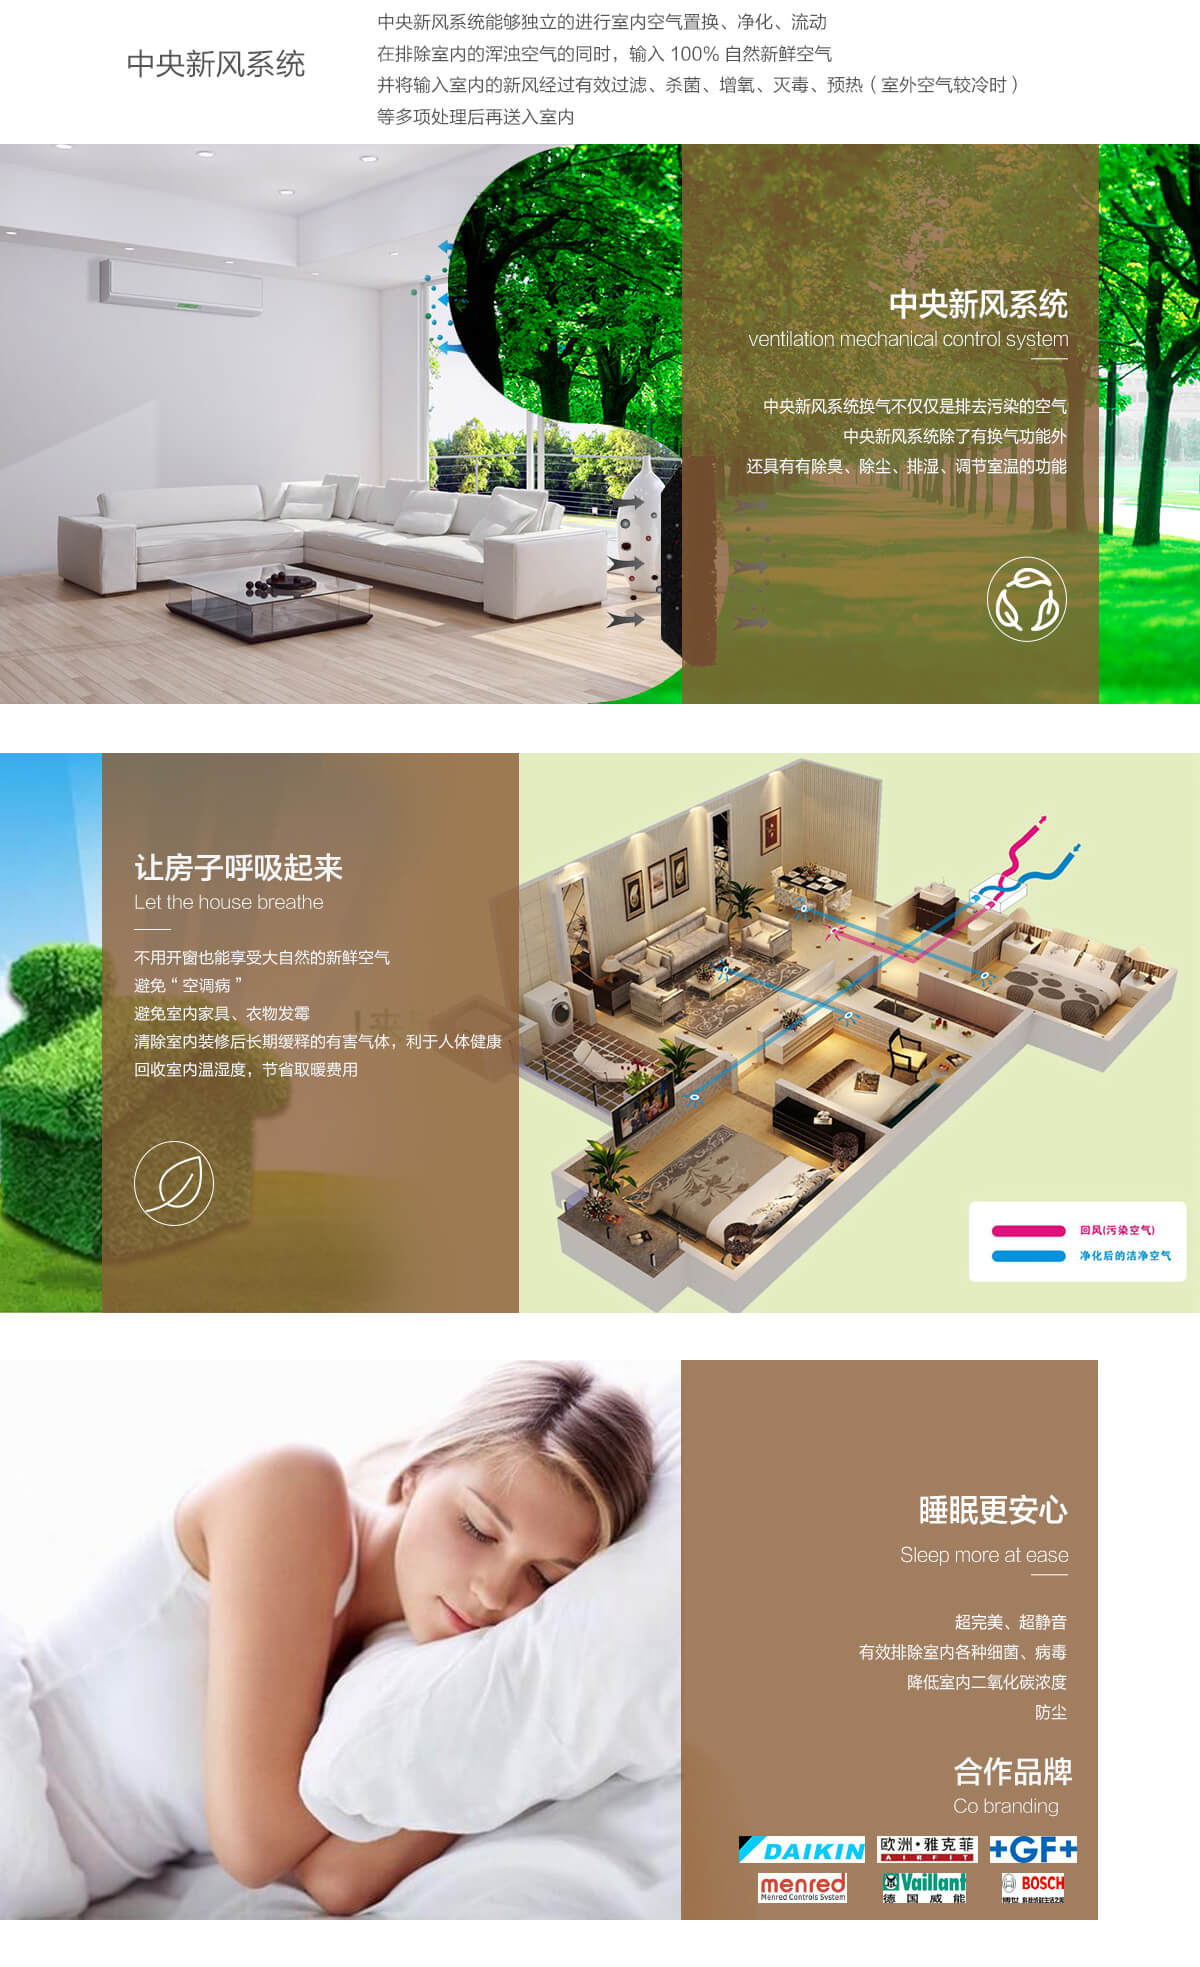 中央新风系统
中央新风系统能够独立的进行室内空气置换、净化、流动
在排除室内的浑浊空气的同时，输入 100% 自然新鲜空气
并将输入室内的新风经过有效过滤、杀菌、增氧、灭毒、预热（室外空气较冷时）
等多项处理后再送入室内
中央新风系统
ventilation mechanical control system
中央新风系统换气不仅仅是排去污染的空气
中央新风系统除了有换气功能外
还具有有除臭、除尘、排湿、调节室温的功能
让房子呼吸起来
Let the house breathe
不用开窗也能享受大自然的新鲜空气
避免“空调病”
避免室内家具、衣物发霉
清除室内装修后长期缓释的有害气体，利于人体健康
回收室内温湿度，节省取暖费用
回风(污染空气)
净化后的洁净空气
睡眠更安心
Sleep more at ease
超完美、超静音
有效排除室内各种细菌、病毒
降低室内二氧化碳浓度
防尘
合作品牌
Co branding
DAIKIN
欧洲·雅克菲
AIRFIT
+GF+
menred
Menred Controls System
Vaillant
德国威能
BOSCH